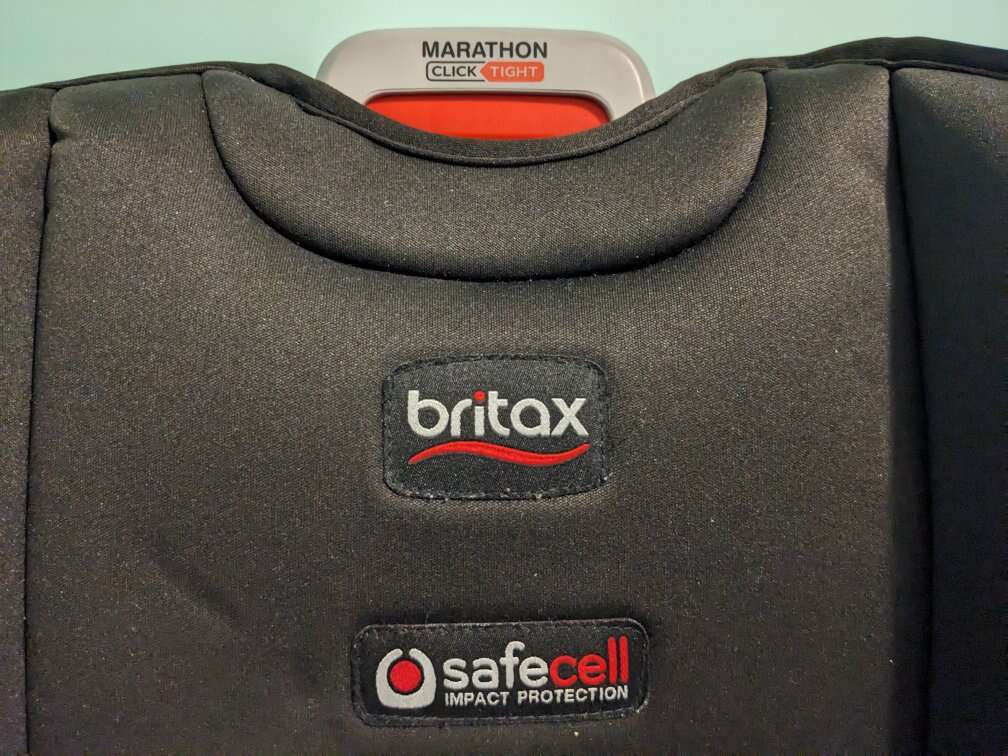 MARATHON
CLICK TIGHT
britax
safecell
IMPACT PROTECTION